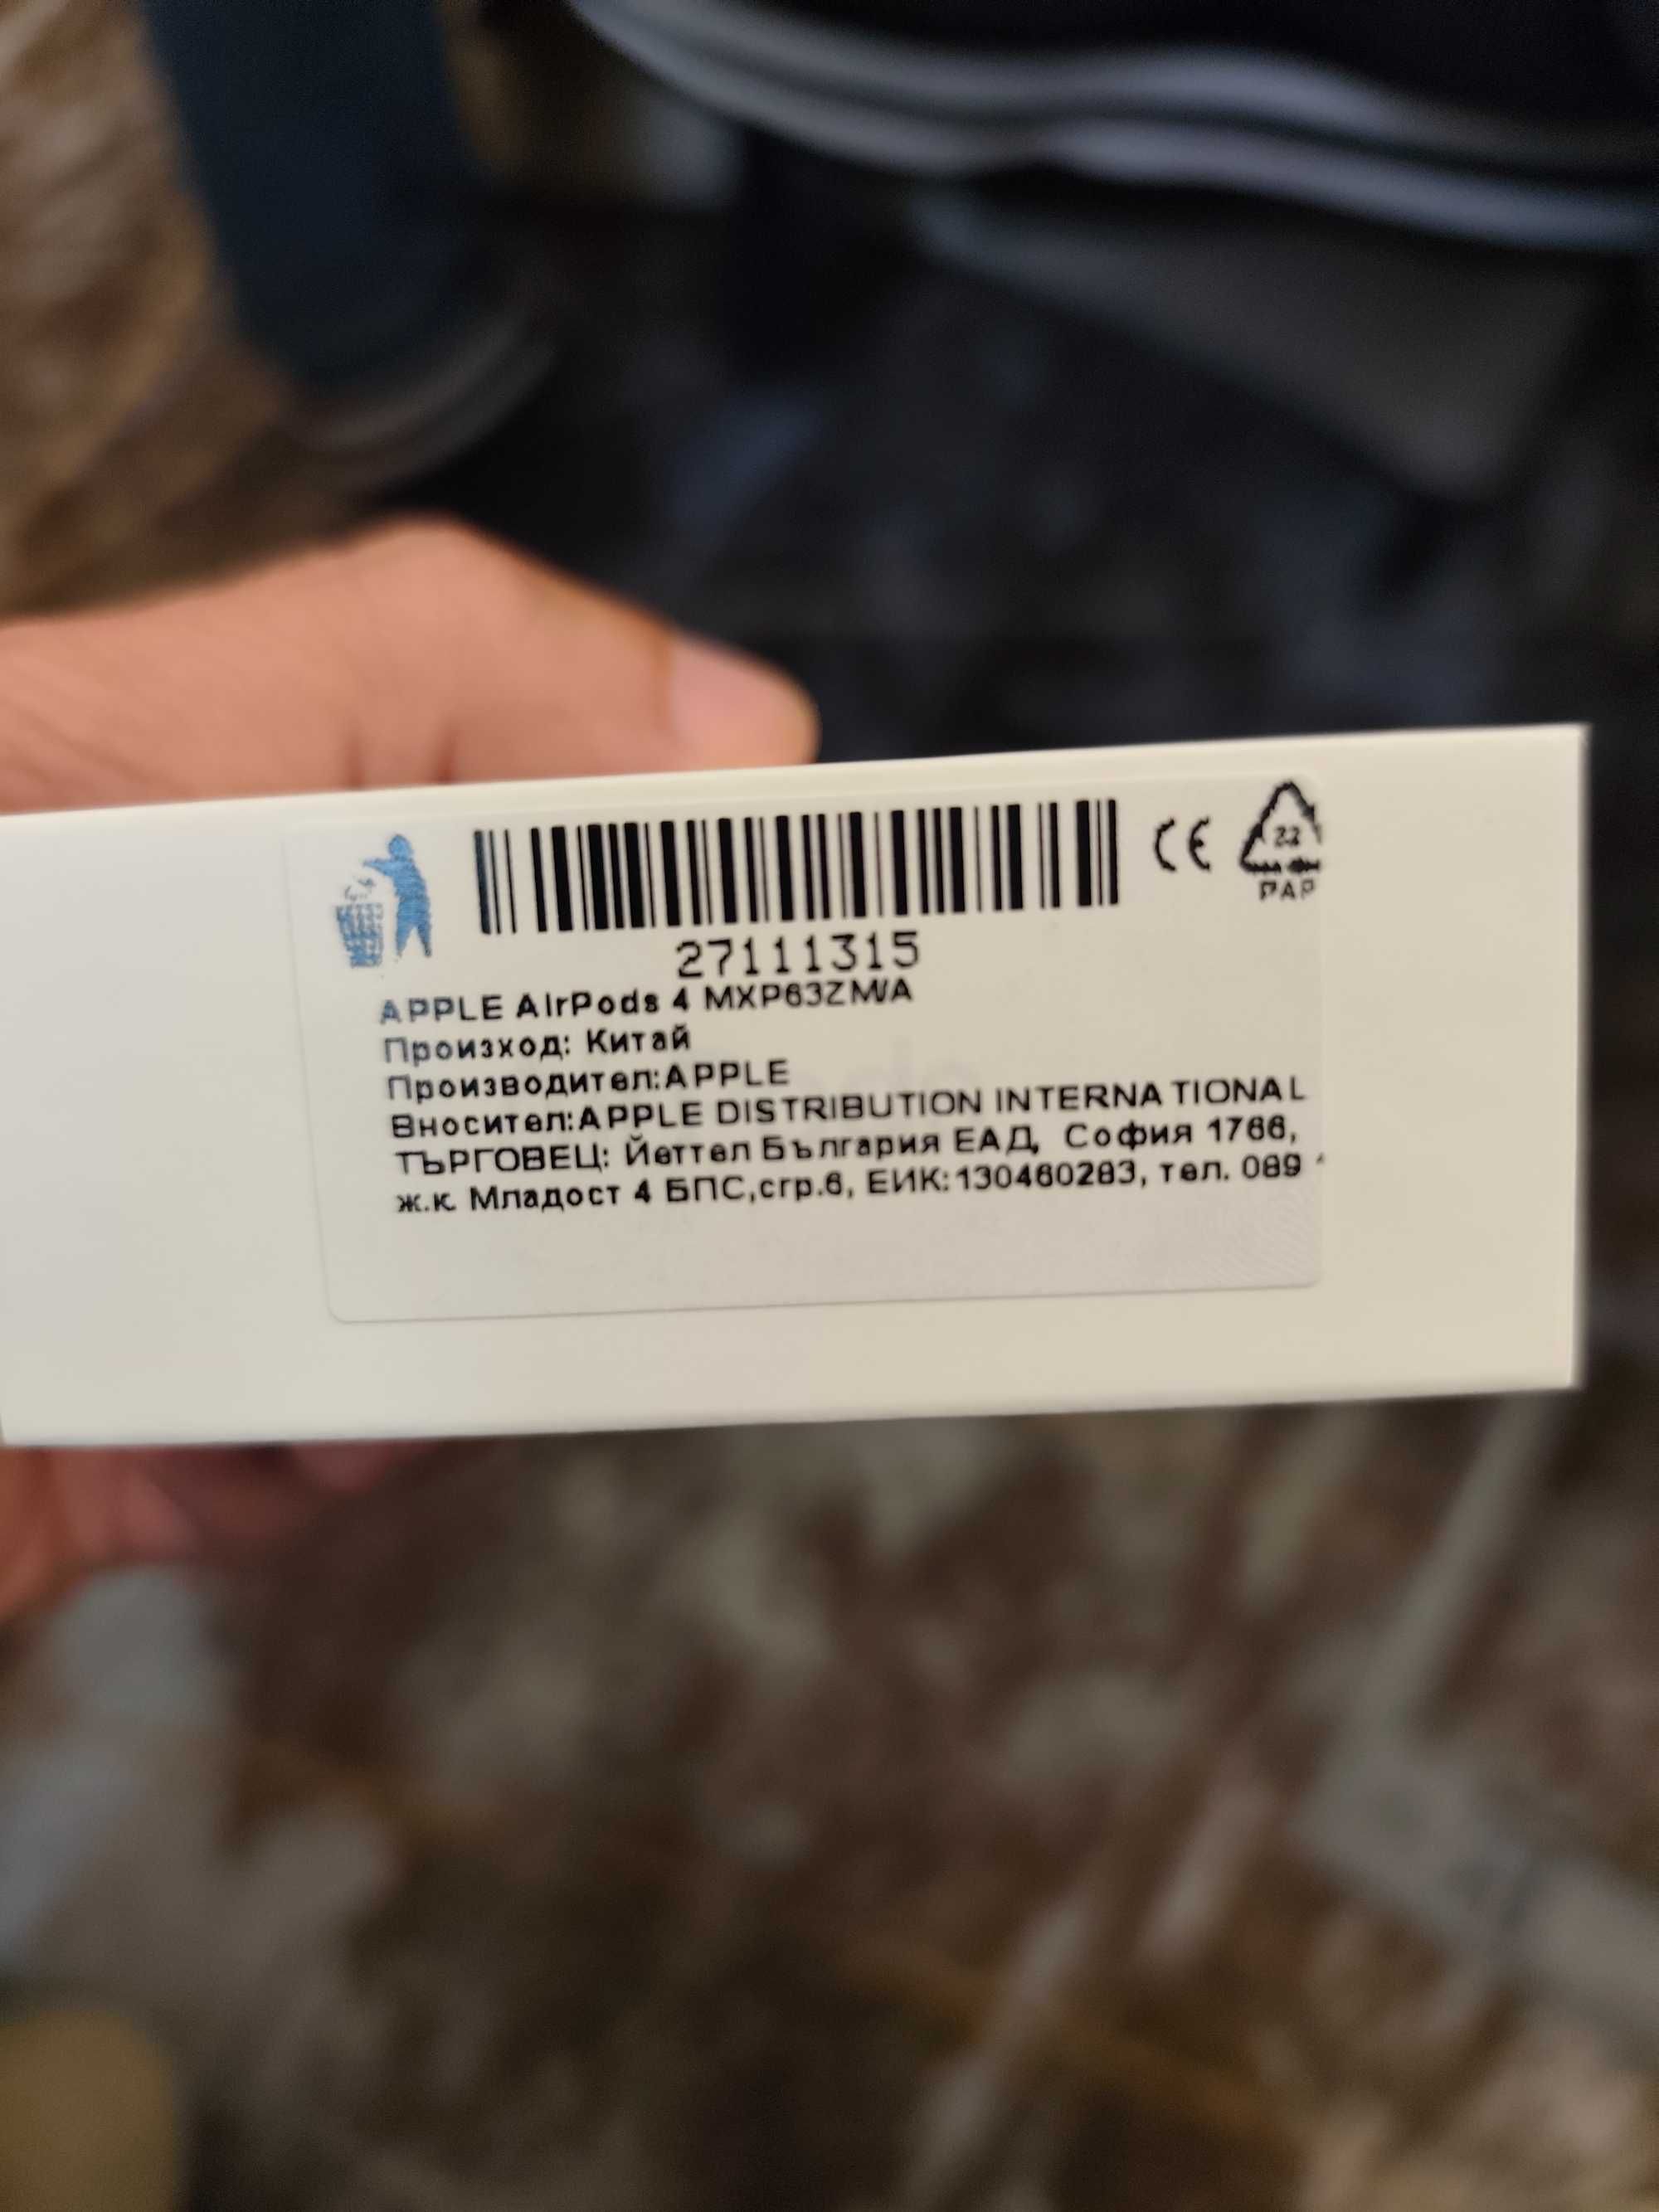 27111315
22
PAP
APPLE AirPods 4 MXP63ZM/A
Произход: Китай
Производител:APPLE
Вносител:APPLE DISTRIBUTION INTERNATIONAL
ТЪРГОВЕЦ: Йеттел България ЕАД, София 1766,
ж.к. Младост 4 БПС,сгр.6, ЕИК:130460283, тел. 089